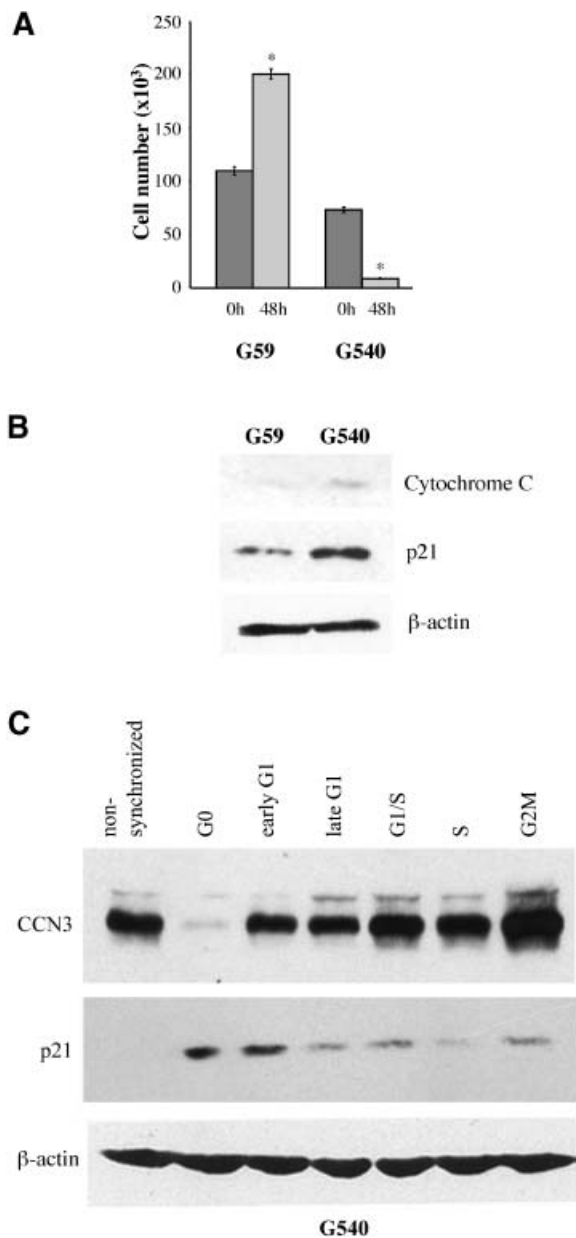 A
Cell number (x10³)
250
200
150
100
50
0
*
*
0h 48h 0h 48h
G59 G540
B
G59 G540
Cytochrome C
p21
β-actin
C
non-
synchronized
G0
early G1
late G1
G1/S
S
G2M
CCN3
p21
β-actin
G540